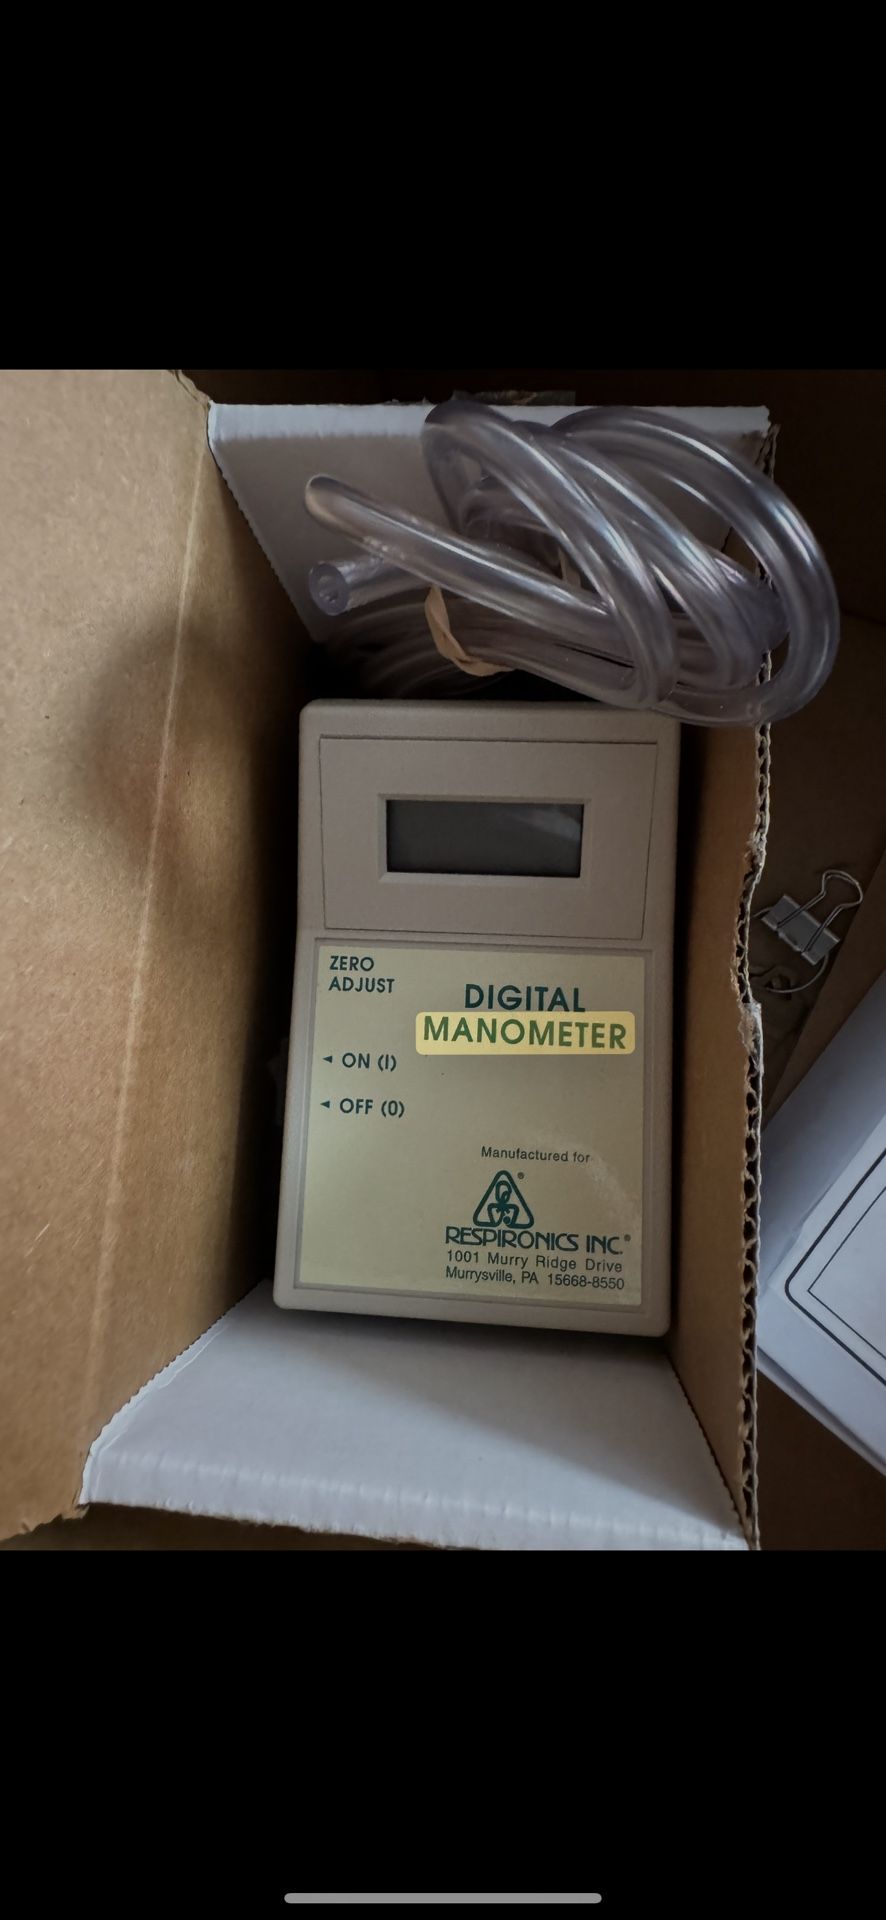 ZERO
ADJUST
DIGITAL
MANOMETER
◄ ON (I)
◄ OFF (0)
Manufactured for
®
RESPIRONICS INC.®
1001 Murry Ridge Drive
Murrysville, PA 15668-8550